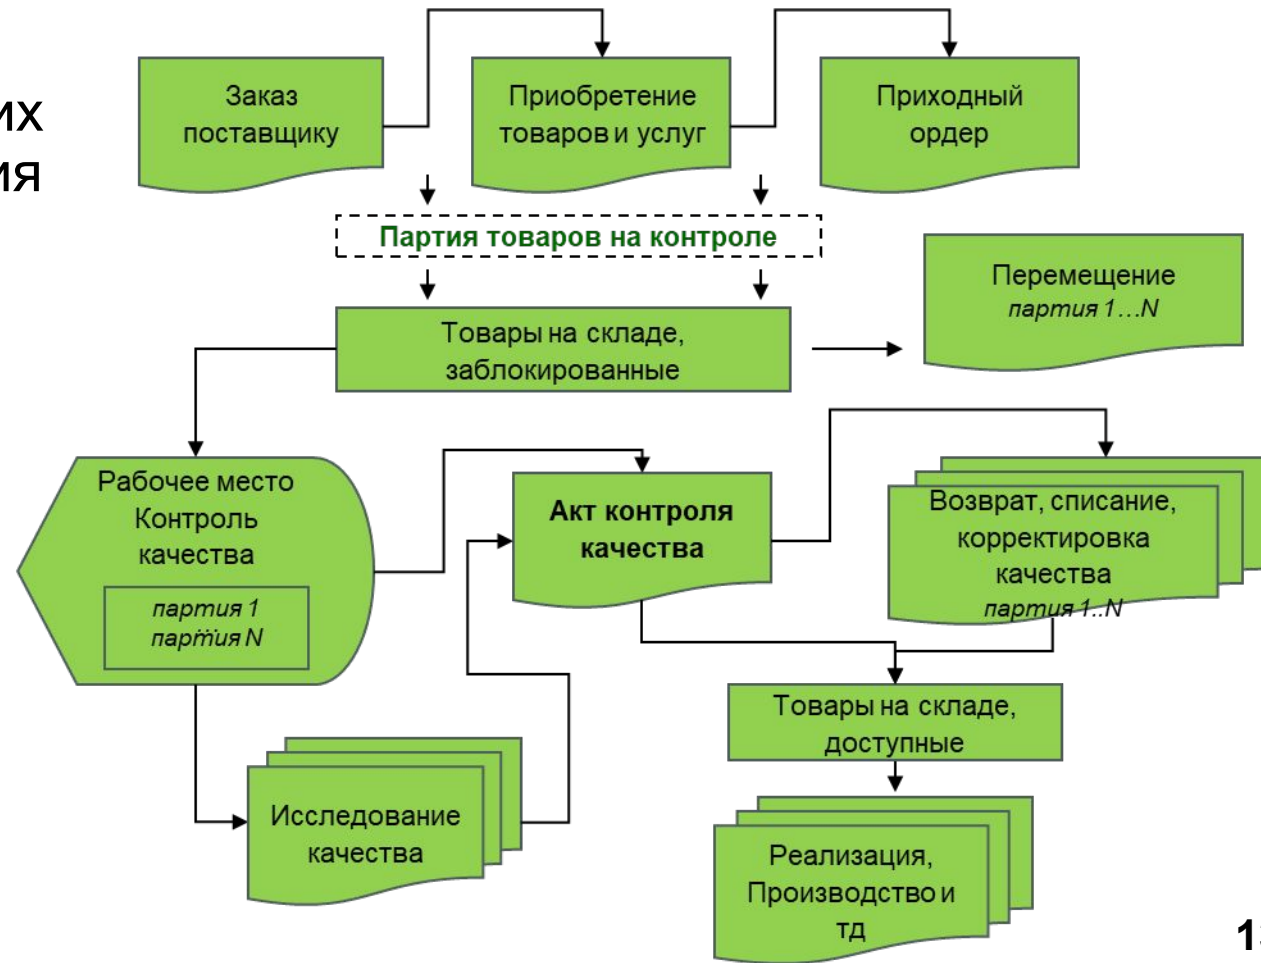 их
ия
Заказ
поставщику
Приобретение
товаров и услуг
Приходный
ордер
Партия товаров на контроле
Перемещение
партия 1...N
Товары на складе,
заблокированные
Рабочее место
Контроль
качества
партия 1
...
партия N
Акт контроля
качества
Возврат, списание,
корректировка
качества
партия 1..N
Товары на складе,
доступные
Исследование
качества
Реализация,
Производство и
тд